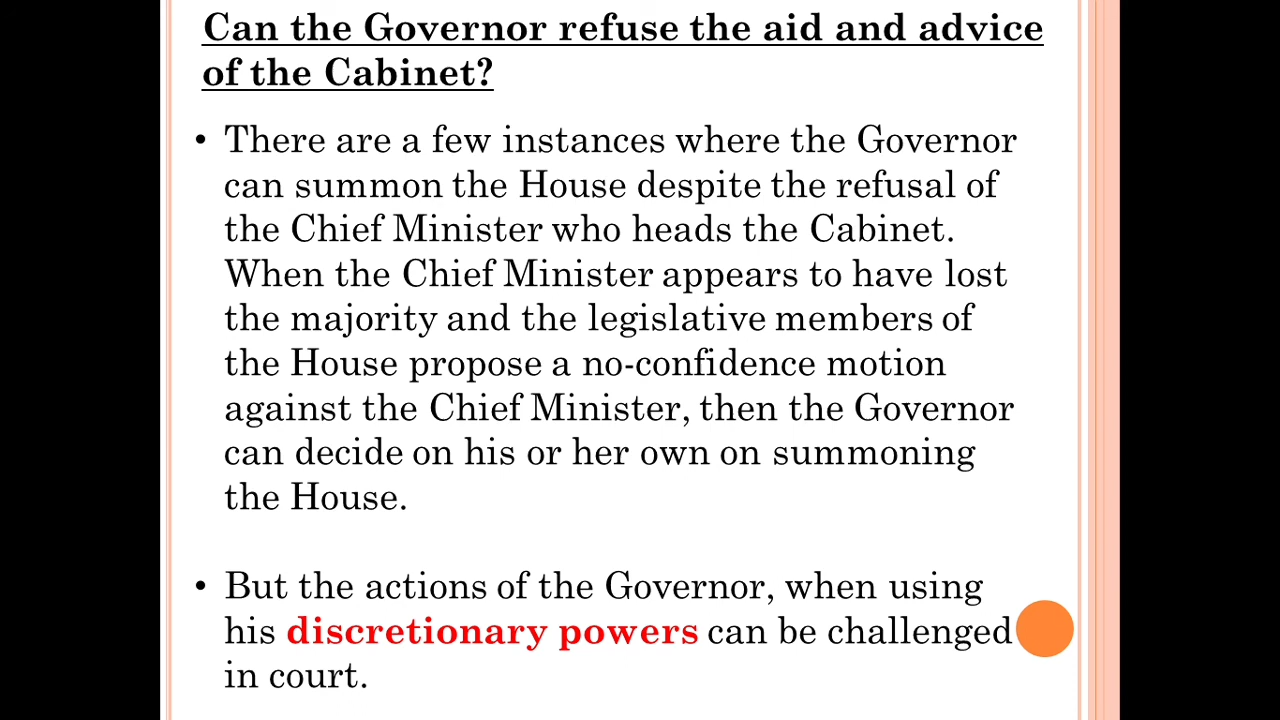 Can the Governor refuse the aid and advice
of the Cabinet?
• There are a few instances where the Governor
can summon the House despite the refusal of
the Chief Minister who heads the Cabinet.
When the Chief Minister appears to have lost
the majority and the legislative members of
the House propose a no-confidence motion
against the Chief Minister, then the Governor
can decide on his or her own on summoning
the House.
• But the actions of the Governor, when using
his discretionary powers can be challenged
in court.